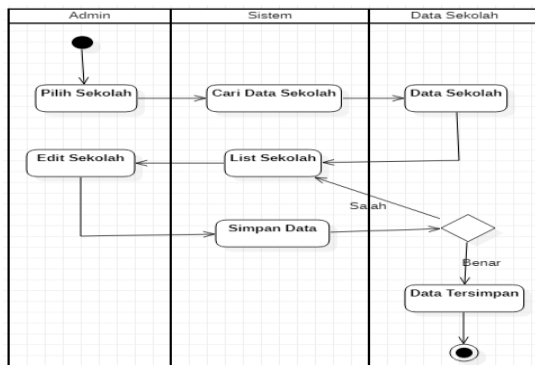 Admin
Sistem
Data Sekolah
Pilih Sekolah
Cari Data Sekolah
Data Sekolah
Edit Sekolah
List Sekolah
Salah
Simpan Data
Benar
Data Tersimpan